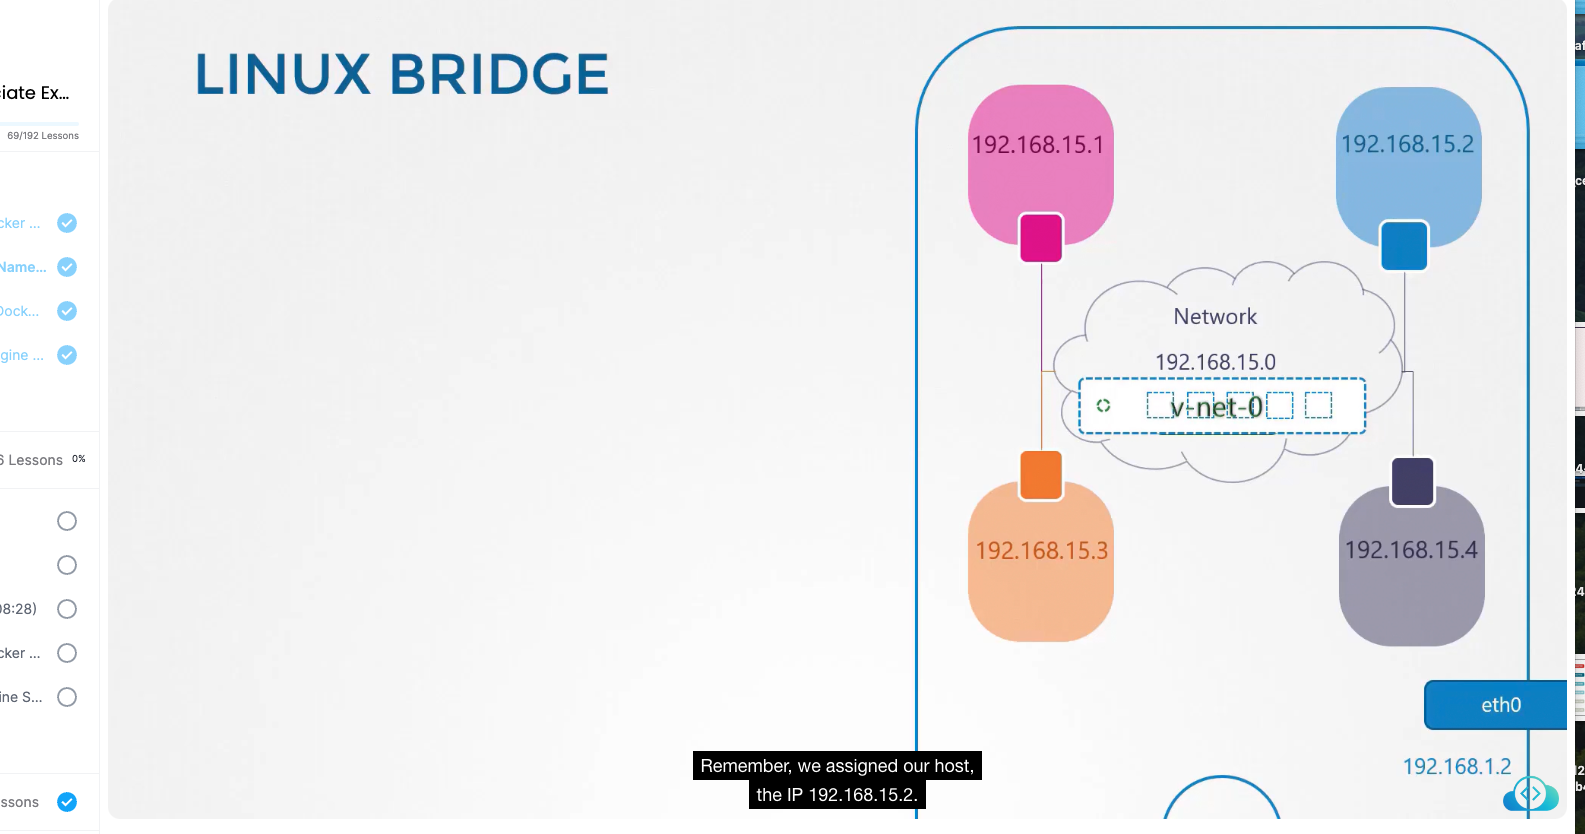 LINUX BRIDGE
iate Ex...
69/192 Lessons
cker ...
Name...
Dock...
gine ...
6 Lessons 0%
08:28)
cker ...
ine S...
ssons
192.168.15.1
192.168.15.2
Network
192.168.15.0
v-net-0
192.168.15.3
192.168.15.4
eth0
192.168.1.2
Remember, we assigned our host,
the IP 192.168.15.2.